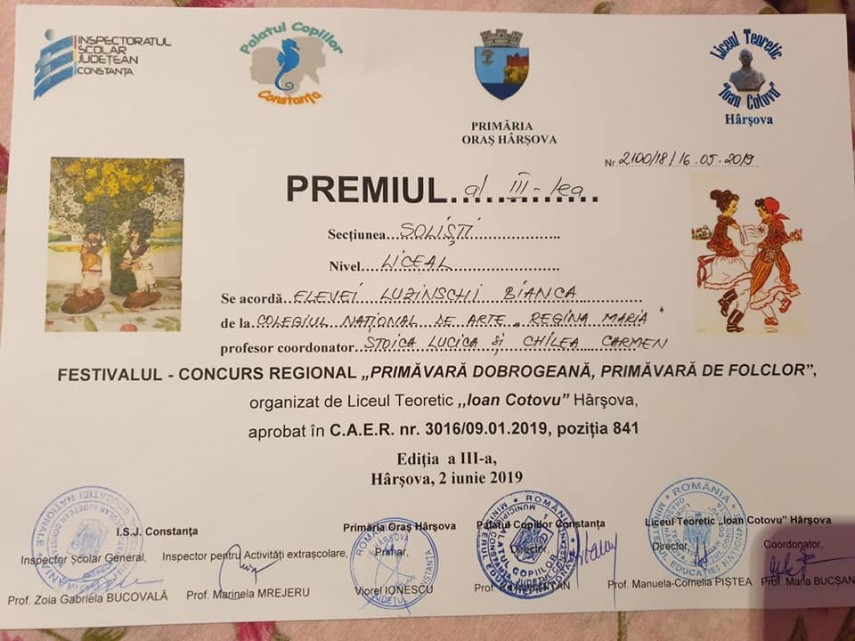 INSPECTORATUL
ȘCOLAR
JUDEȚEAN
CONSTANȚA
Palatul Copiilor
Constanța
PRIMĂRIA
ORAȘ HÂRȘOVA
Liceul Teoretic
"Ioan Cotovu"
Hârșova
Nr. 2100/18/16.05.2019
PREMIUL...al III-lea
Secțiunea...SOLIȘTI
Nivel...LICEAL
Se acordă...ELEVEI LUZINSCHI BIANCA
de la COLEGIUL NAȚIONAL DE ARTE „REGINA MARIA"
profesor coordonator...STOICA LUCICA și CHILEA CARMEN
FESTIVALUL - CONCURS REGIONAL „PRIMĂVARĂ DOBROGEANĂ, PRIMĂVARĂ DE FOLCLOR”,
organizat de Liceul Teoretic „Ioan Cotovu” Hârșova,
aprobat în C.A.E.R. nr. 3016/09.01.2019, poziția 841
Ediția a III-a,
Hârșova, 2 iunie 2019
I.S.J. Constanța
Primăria Oraș Hârșova
Palatul Copiilor Constanța
Liceul Teoretic „Ioan Cotovu” Hârșova
Inspector Școlar General,
Inspector pentru Activități extrașcolare,
Primar,
Director,
Director,
Coordonator,
Prof. Zoia Gabriela BUCOVALĂ
Prof. Marinela MREJERU
Viorel IONESCU
Prof.
Prof. Manuela-Cornelia PIȘTEA
Prof. Maria BUCȘAN